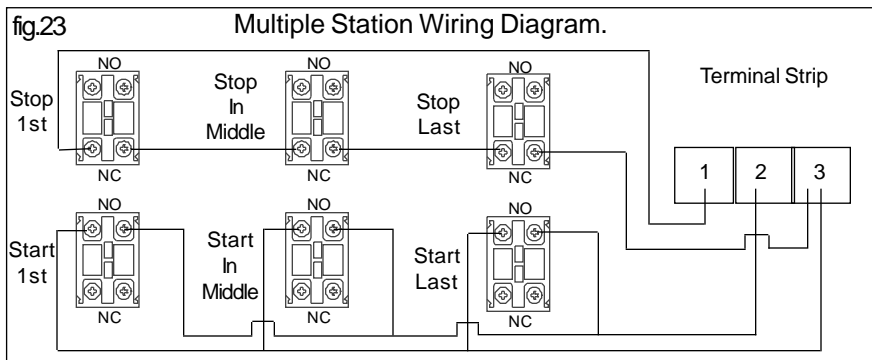 fig.23
Multiple Station Wiring Diagram.
NO
NO
NO
Stop
1st
Stop
In
Middle
Stop
Last
Terminal Strip
1
2
3
NC
NC
NC
NO
NO
NO
Start
1st
Start
In
Middle
Start
Last
NC
NC
NC